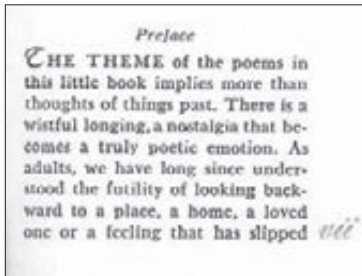 Preface
THE THEME of the poems in
this little book implies more than
thoughts of things past. There is a
wistful longing, a nostalgia that be-
comes a truly poetic emotion. As
adults, we have long since under-
stood the futility of looking back-
ward to a place, a home, a loved
one or a feeling that has slipped vii